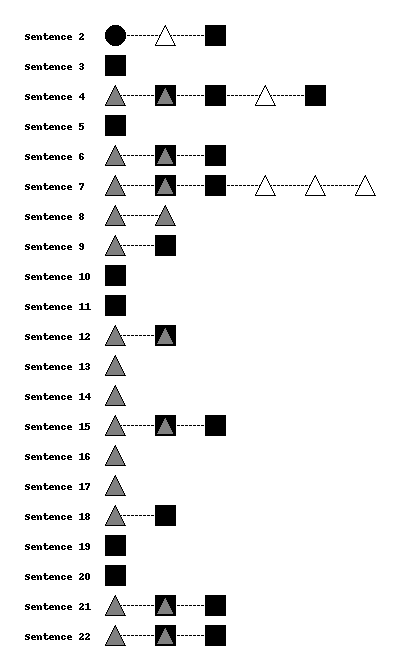 Sentence 2
Sentence 3
Sentence 4
Sentence 5
Sentence 6
Sentence 7
Sentence 8
Sentence 9
Sentence 10
Sentence 11
Sentence 12
Sentence 13
Sentence 14
Sentence 15
Sentence 16
Sentence 17
Sentence 18
Sentence 19
Sentence 20
Sentence 21
Sentence 22